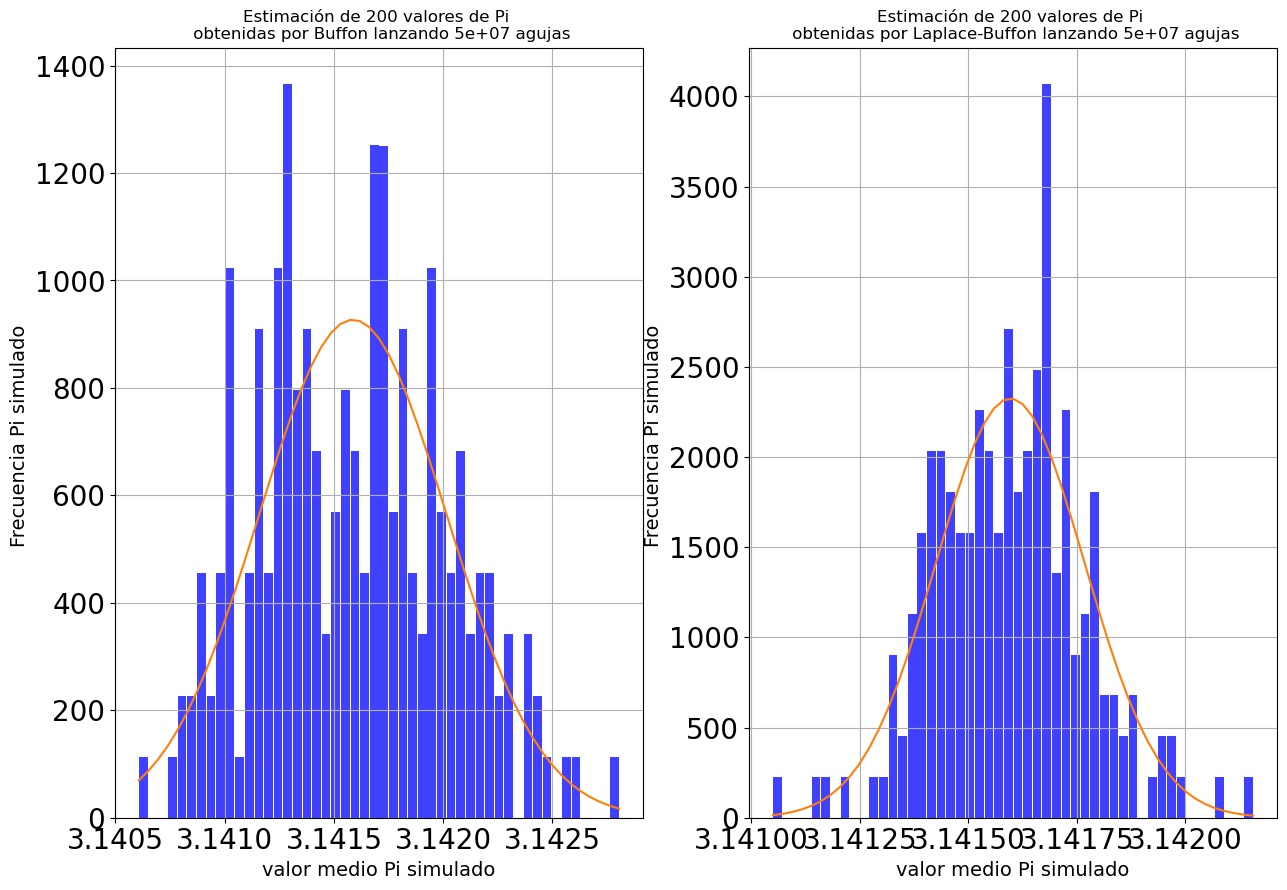 Estimación de 200 valores de Pi
obtenidas por Buffon lanzando 5e+07 agujas
1400
1200
1000
800
600
400
200
0
Frecuencia Pi simulado
3.1405 3.1410 3.1415 3.1420 3.1425
valor medio Pi simulado
Estimación de 200 valores de Pi
obtenidas por Laplace-Buffon lanzando 5e+07 agujas
4000
3500
3000
2500
2000
1500
1000
500
0
Frecuencia Pi simulado
3.14100 3.14125 3.14150 3.14175 3.14200
valor medio Pi simulado